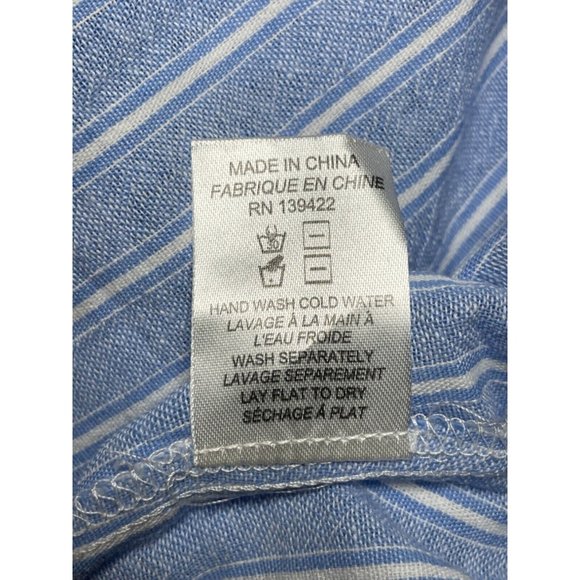 MADE IN CHINA
FABRIQUE EN CHINE
RN 139422
30
HAND WASH COLD WATER
LAVAGE À LA MAIN À
L'EAU FROIDE
WASH SEPARATELY
LAVAGE SEPAREMENT
LAY FLAT TO DRY
SÉCHAGE À PLAT